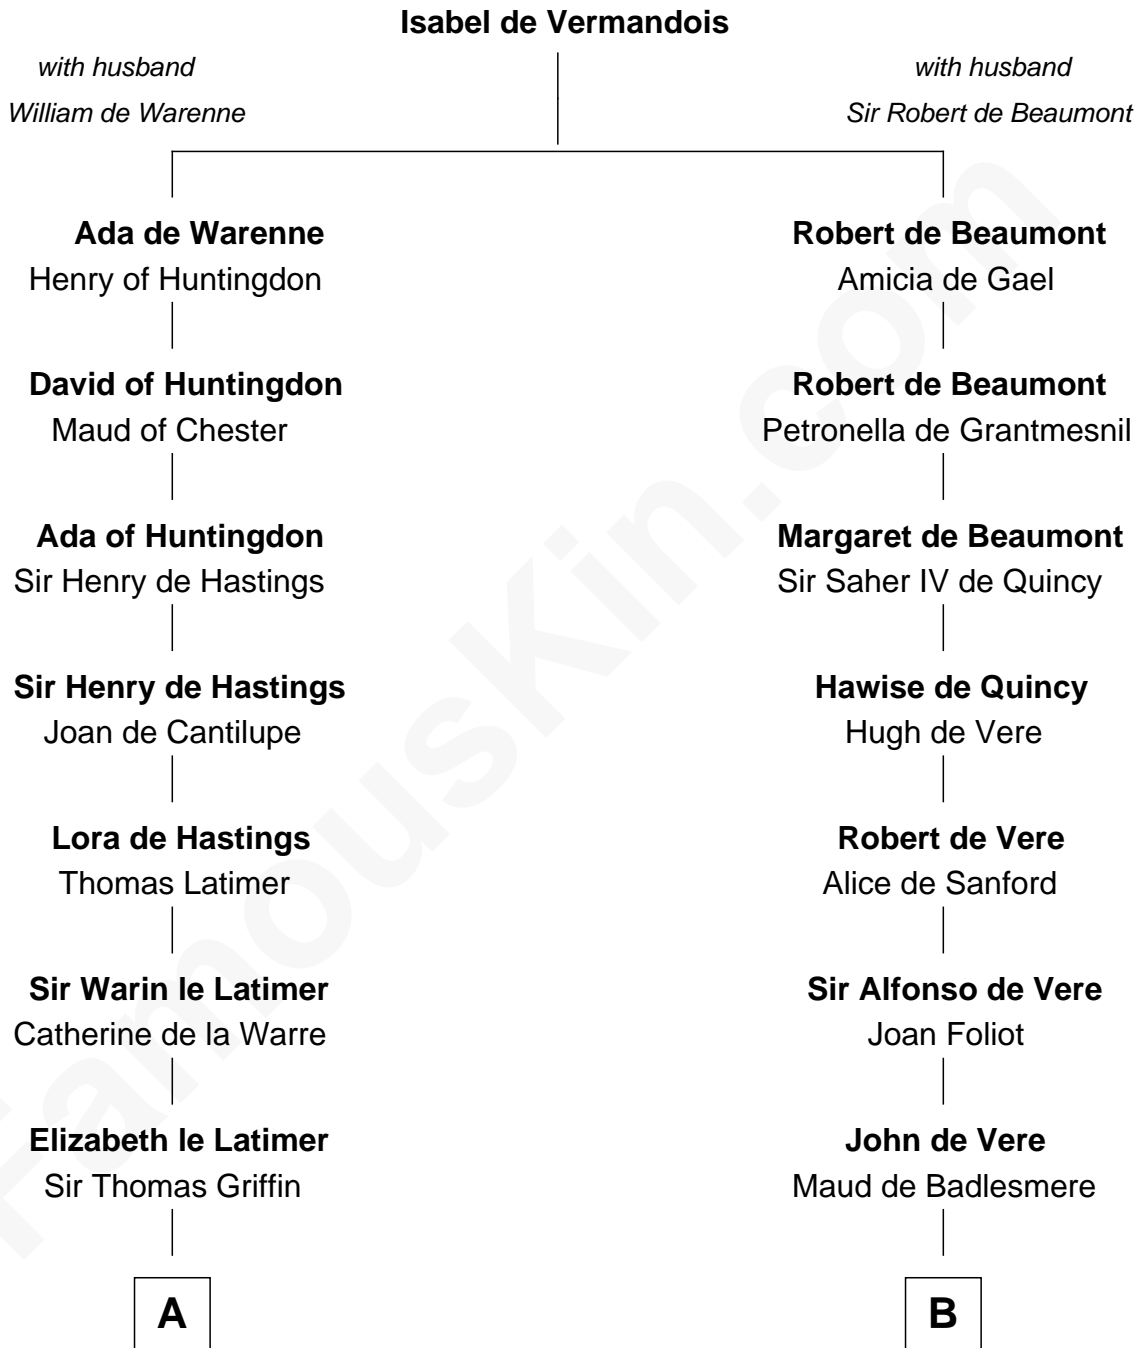 Isabel de Vermandois
with husband
William de Warenne
with husband
Sir Robert de Beaumont
Ada de Warenne
Henry of Huntingdon
Robert de Beaumont
Amicia de Gael
David of Huntingdon
Maud of Chester
Robert de Beaumont
Petronella de Grantmesnil
Ada of Huntingdon
Sir Henry de Hastings
Margaret de Beaumont
Sir Saher IV de Quincy
Sir Henry de Hastings
Joan de Cantilupe
Hawise de Quincy
Hugh de Vere
Lora de Hastings
Thomas Latimer
Robert de Vere
Alice de Sanford
Sir Warin le Latimer
Catherine de la Warre
Sir Alfonso de Vere
Joan Foliot
Elizabeth le Latimer
Sir Thomas Griffin
John de Vere
Maud de Badlesmere
A
B
FamousKin.com